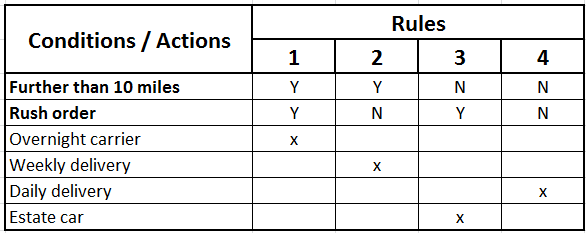 Conditions / Actions Rules
1 2 3 4
Further than 10 miles Y Y N N
Rush order Y N Y N
Overnight carrier x
Weekly delivery x
Daily delivery x
Estate car x